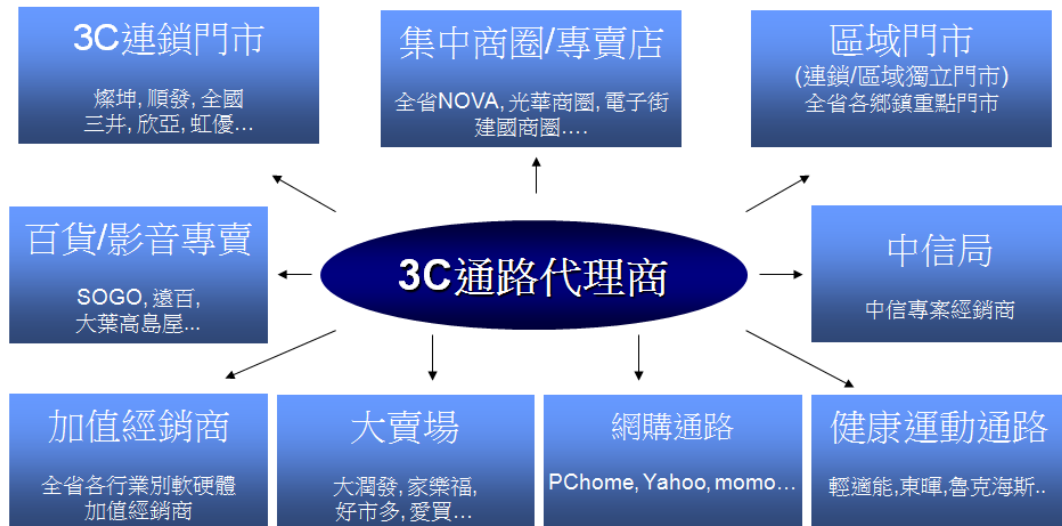 3C連鎖門市
燦坤, 順發, 全國
三井, 欣亞, 虹優...
集中商圈/專賣店
全省NOVA, 光華商圈, 電子街
建國商圈....
區域門市
(連鎖/區域獨立門市)
全省各鄉鎮重點門市
百貨/影音專賣
SOGO, 遠百,
大葉高島屋...
3C通路代理商
中信局
中信專案經銷商
加值經銷商
全省各行業別軟硬體
加值經銷商
大賣場
大潤發, 家樂福,
好市多, 愛買...
網購通路
PChome, Yahoo, momo...
健康運動通路
輕適能,東暉,魯克海斯..